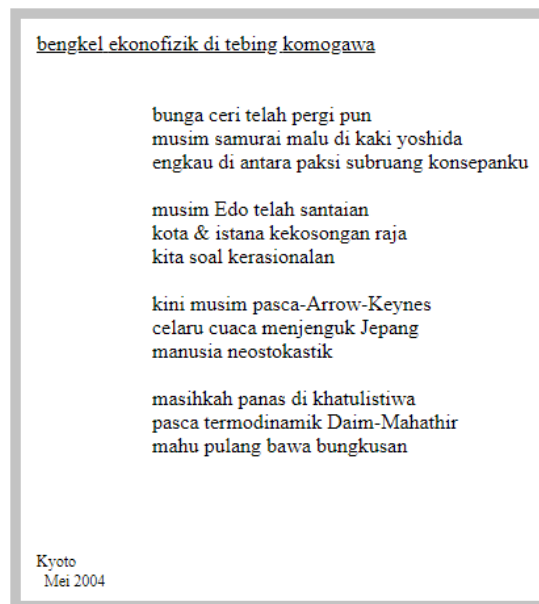 bengkel ekonofizik di tebing komogawa
bunga ceri telah pergi pun
musim samurai malu di kaki yoshida
engkau di antara paksi subruang konsepanku
musim Edo telah santaian
kota & istana kekosongan raja
kita soal kerasionalan
kini musim pasca-Arrow-Keynes
celaru cuaca menjenguk Jepang
manusia neostokastik
masihkah panas di khatulistiwa
pasca termodinamik Daim-Mahathir
mahu pulang bawa bungkusan
Kyoto
Mei 2004